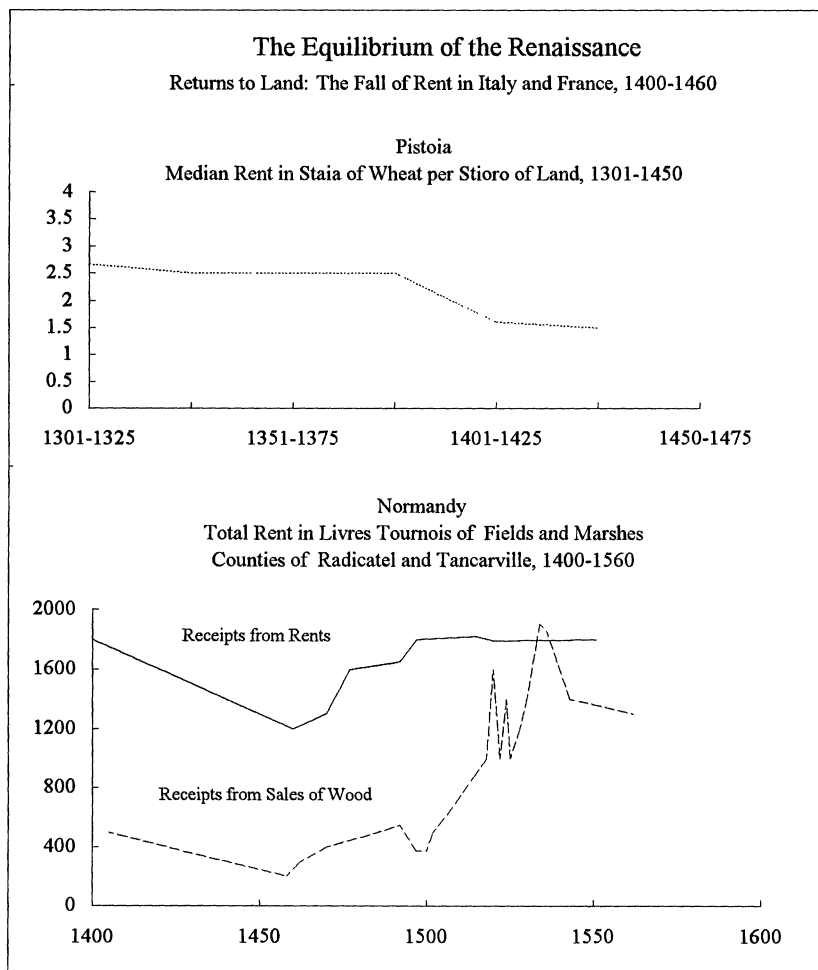 The Equilibrium of the Renaissance
Returns to Land: The Fall of Rent in Italy and France, 1400-1460
Pistoia
Median Rent in Staia of Wheat per Stioro of Land, 1301-1450
4
3.5
3
2.5
2
1.5
1
0.5
0
1301-1325 1351-1375 1401-1425 1450-1475
Normandy
Total Rent in Livres Tournois of Fields and Marshes
Counties of Radicatel and Tancarville, 1400-1560
2000
Receipts from Rents
1600
1200
800
Receipts from Sales of Wood
400
0
1400 1450 1500 1550 1600